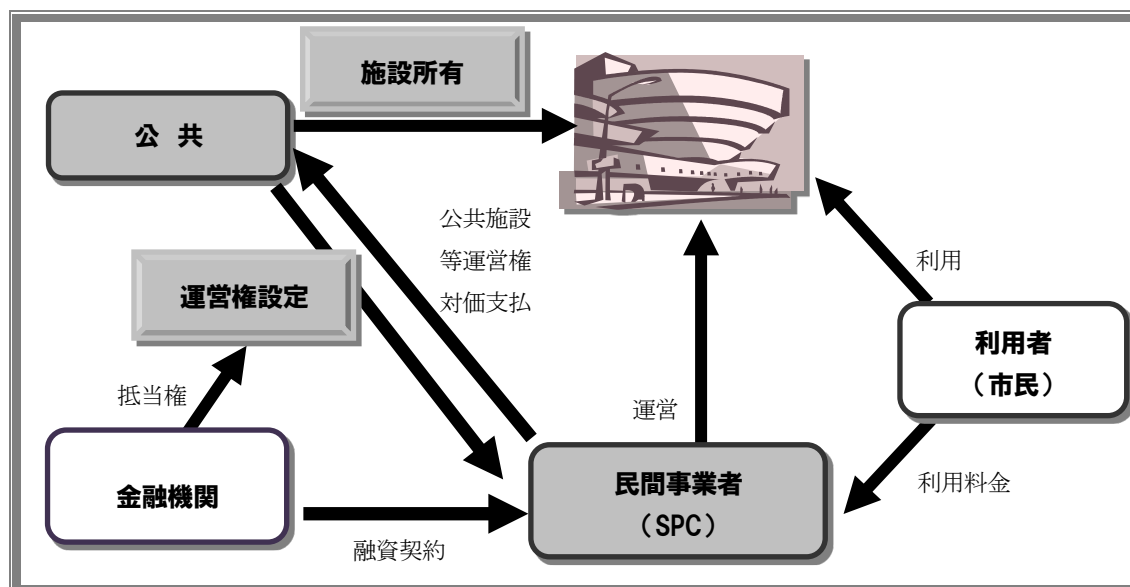 施設所有
公 共
公共施設
等運営権
対価支払
運営権設定
利用
利用者
（市民）
抵当権
運営
金融機関
民間事業者
（SPC）
利用料金
融資契約